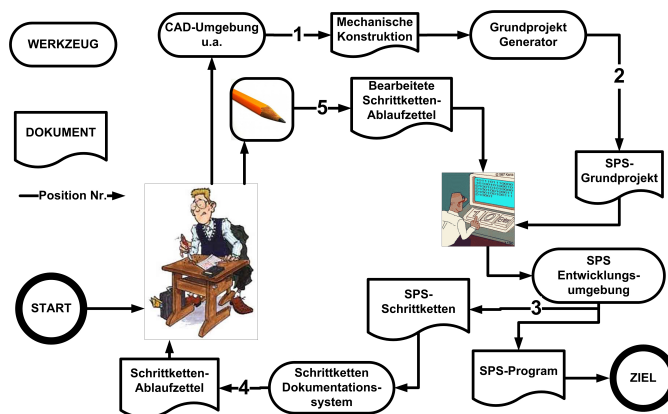 WERKZEUG
DOKUMENT
Position Nr.
START
CAD-Umgebung
u.a.
1
Mechanische
Konstruktion
Grundprojekt
Generator
2
5
Bearbeitete
Schrittketten-
Ablaufzettel
SPS-
Grundprojekt
SPS
Entwicklungs-
umgebung
3
SPS-
Schrittketten
SPS-Program
ZIEL
Schrittketten
Dokumentations-
system
4
Schrittketten-
Ablaufzettel